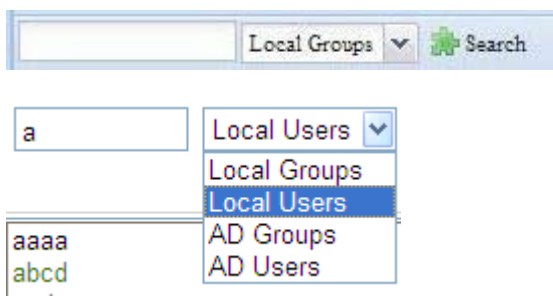 Local Groups Search
a Local Users
Local Groups
Local Users
aaaa AD Groups
abcd AD Users